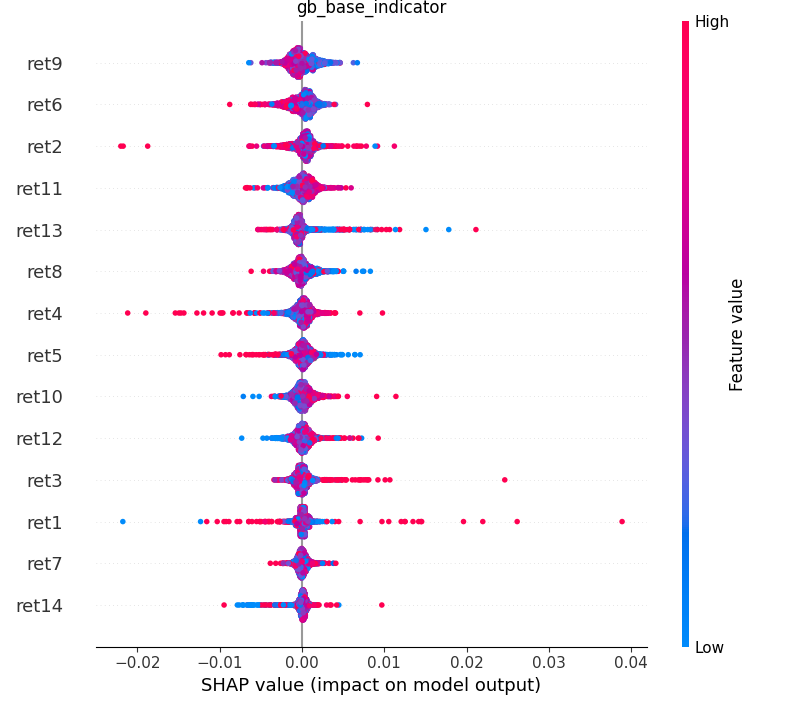 gb_base_indicator
High
ret9
ret6
ret2
ret11
ret13
ret8
ret4
ret5
ret10
ret12
ret3
ret1
ret7
ret14
Feature value
Low
−0.02 −0.01 0.00 0.01 0.02 0.03 0.04
SHAP value (impact on model output)